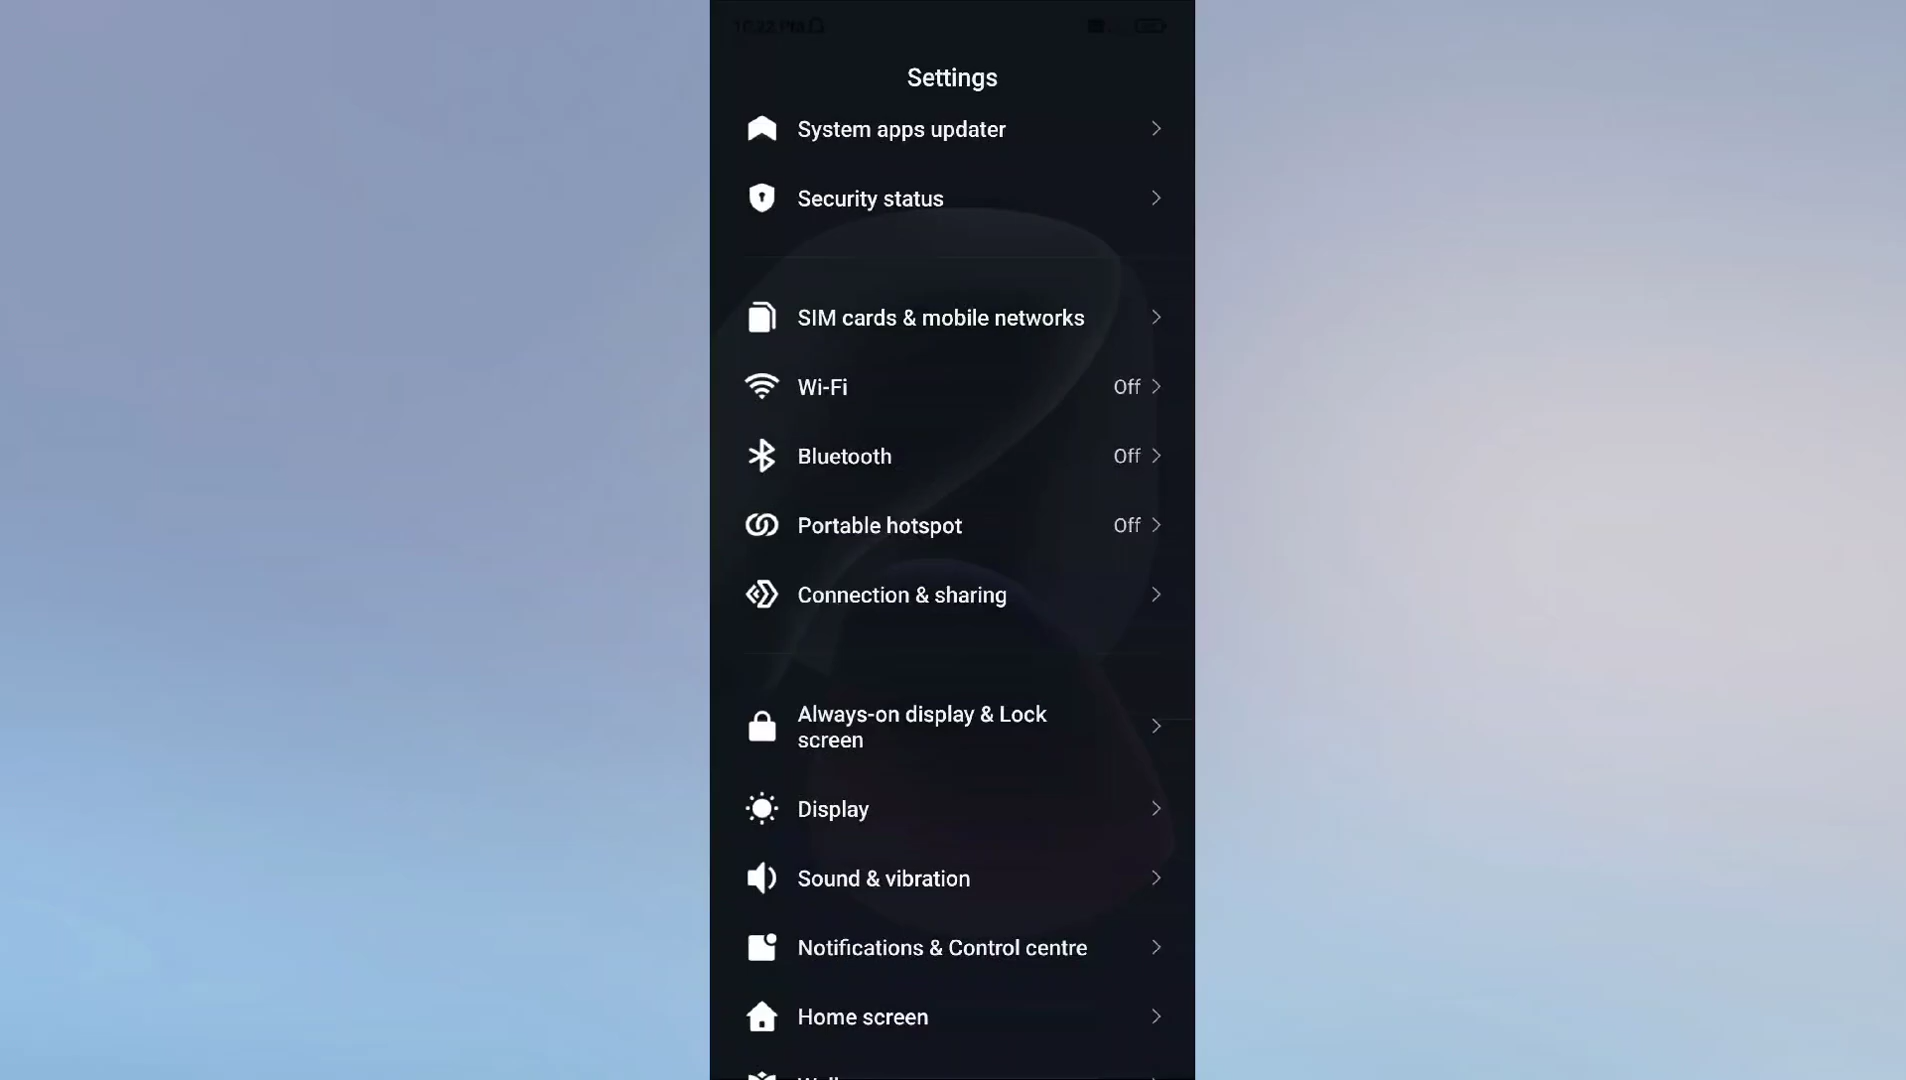 Settings
System apps updater
Security status
SIM cards & mobile networks
Wi-Fi Off
Bluetooth Off
Portable hotspot Off
Connection & sharing
Always-on display & Lock
screen
Display
Sound & vibration
Notifications & Control centre
Home screen